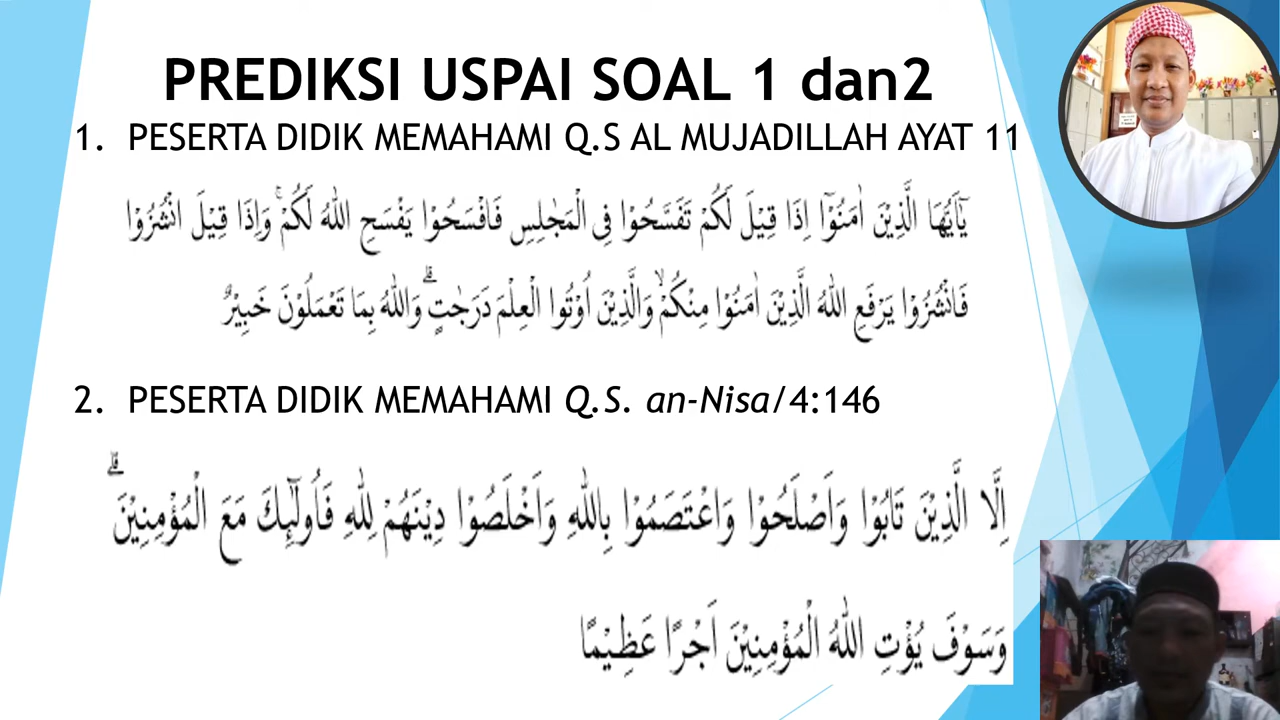 PREDIKSI USPAI SOAL 1 dan2
1. PESERTA DIDIK MEMAHAMI Q.S AL MUJADILLAH AYAT 11
يٰٓاَيُّهَا الَّذِيْنَ اٰمَنُوْٓا اِذَا قِيْلَ لَكُمْ تَفَسَّحُوْا فِى الْمَجٰلِسِ فَافْسَحُوْا يَفْسَحِ اللّٰهُ لَكُمْۚ وَاِذَا قِيْلَ انْشُزُوْا
فَانْشُزُوْا يَرْفَعِ اللّٰهُ الَّذِيْنَ اٰمَنُوْا مِنْكُمْۙ وَالَّذِيْنَ اُوْتُوا الْعِلْمَ دَرَجٰتٍۗ وَاللّٰهُ بِمَا تَعْمَلُوْنَ خَبِيْرٌ
2. PESERTA DIDIK MEMAHAMI Q.S. an-Nisa/4:146
اِلَّا الَّذِيْنَ تَابُوْا وَاَصْلَحُوْا وَاعْتَصَمُوْا بِاللّٰهِ وَاَخْلَصُوْا دِيْنَهُمْ لِلّٰهِ فَاُولٰۤىِٕكَ مَعَ الْمُؤْمِنِيْنَۗ
وَسَوْفَ يُؤْتِ اللّٰهُ الْمُؤْمِنِيْنَ اَجْرًا عَظِيْمًا